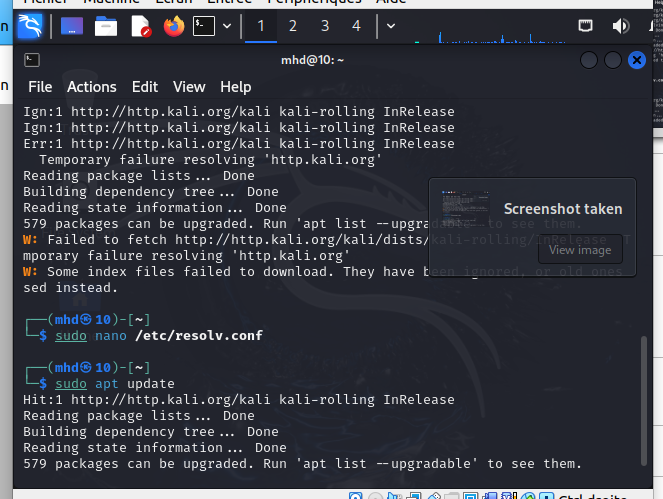 Fichier Machine Écran Entrée Périphériques Aide
1 2 3 4
mhd@10: ~
File Actions Edit View Help
Ign:1 http://http.kali.org/kali kali-rolling InRelease
Ign:1 http://http.kali.org/kali kali-rolling InRelease
Err:1 http://http.kali.org/kali kali-rolling InRelease
Temporary failure resolving 'http.kali.org'
Reading package lists... Done
Building dependency tree... Done
Reading state information... Done
579 packages can be upgraded. Run 'apt list --upgradable' to see them.
W: Failed to fetch http://http.kali.org/kali/dists/kali-rolling/InRelease T
mporary failure resolving 'http.kali.org'
W: Some index files failed to download. They have been ignored, or old ones
sed instead.
Screenshot taken
View image
┌──(mhd㉿10)-[~]
└─$ sudo nano /etc/resolv.conf
┌──(mhd㉿10)-[~]
└─$ sudo apt update
Hit:1 http://http.kali.org/kali kali-rolling InRelease
Reading package lists... Done
Building dependency tree... Done
Reading state information... Done
579 packages can be upgraded. Run 'apt list --upgradable' to see them.
Ctrl droite